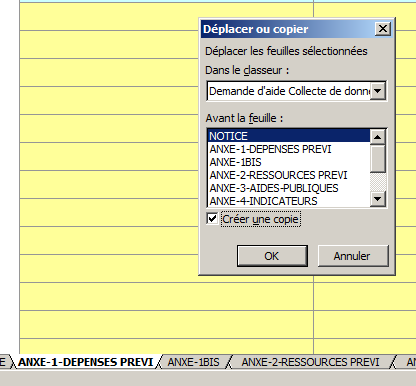 Déplacer ou copier
Déplacer les feuilles sélectionnées
Dans le classeur :
Demande d'aide Collecte de donn
Avant la feuille :
NOTICE
ANXE-1-DEPENSES PREVI
ANXE-1BIS
ANXE-2-RESSOURCES PREVI
ANXE-3-AIDES-PUBLIQUES
ANXE-4-INDICATEURS
Créer une copie
OK Annuler
E ANXE-1-DEPENSES PREVI ANXE-1BIS ANXE-2-RESSOURCES PREVI AN